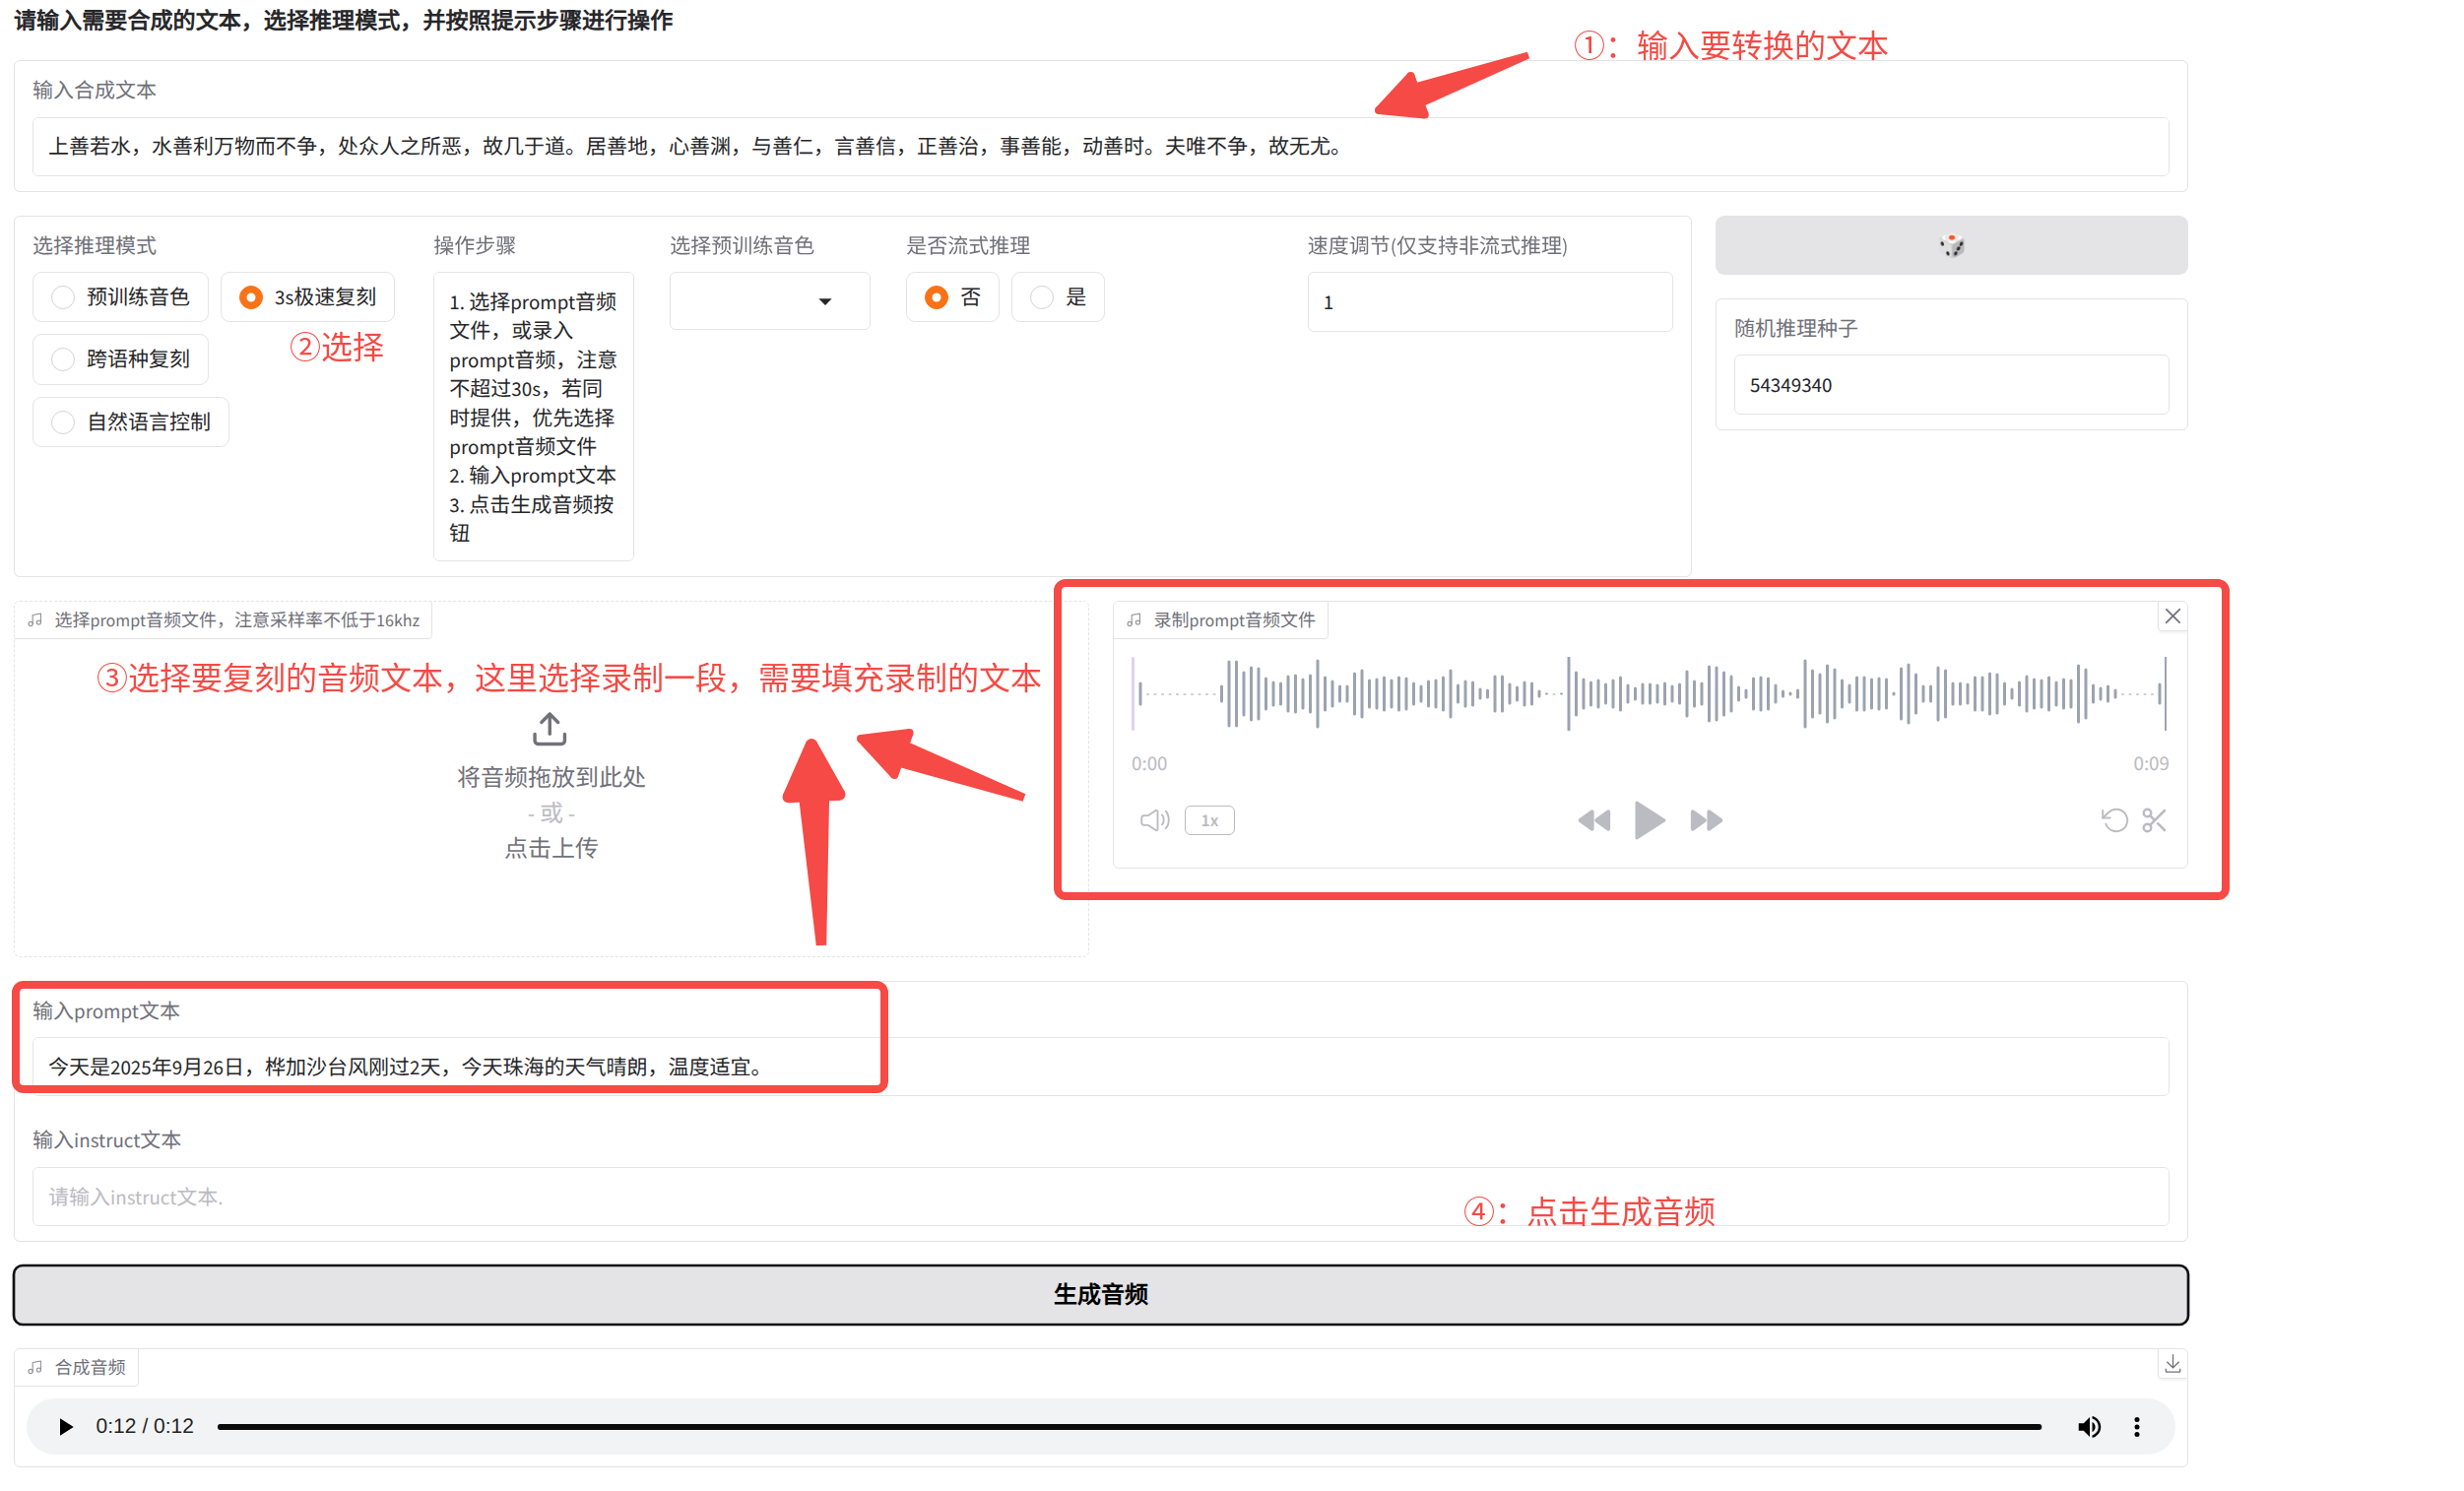 请输入需要合成的文本，选择推理模式，并按照提示步骤进行操作
①：输入要转换的文本
输入合成文本
上善若水，水善利万物而不争，处众人之所恶，故几于道。居善地，心善渊，与善仁，言善信，正善治，事善能，动善时。夫唯不争，故无尤。
选择推理模式
预训练音色
3s极速复刻
跨语种复刻
自然语言控制
②选择
操作步骤
1. 选择prompt音频
文件，或录入
prompt音频，注意
不超过30s，若同
时提供，优先选择
prompt音频文件
2. 输入prompt文本
3. 点击生成音频按
钮
选择预训练音色
是否流式推理
否
是
速度调节(仅支持非流式推理)
1
随机推理种子
54349340
选择prompt音频文件，注意采样率不低于16khz
③选择要复刻的音频文本，这里选择录制一段，需要填充录制的文本
将音频拖放到此处
- 或 -
点击上传
录制prompt音频文件
0:00
0:09
1x
输入prompt文本
今天是2025年9月26日，桦加沙台风刚过2天，今天珠海的天气晴朗，温度适宜。
输入instruct文本
请输入instruct文本.
④：点击生成音频
生成音频
合成音频
0:12 / 0:12